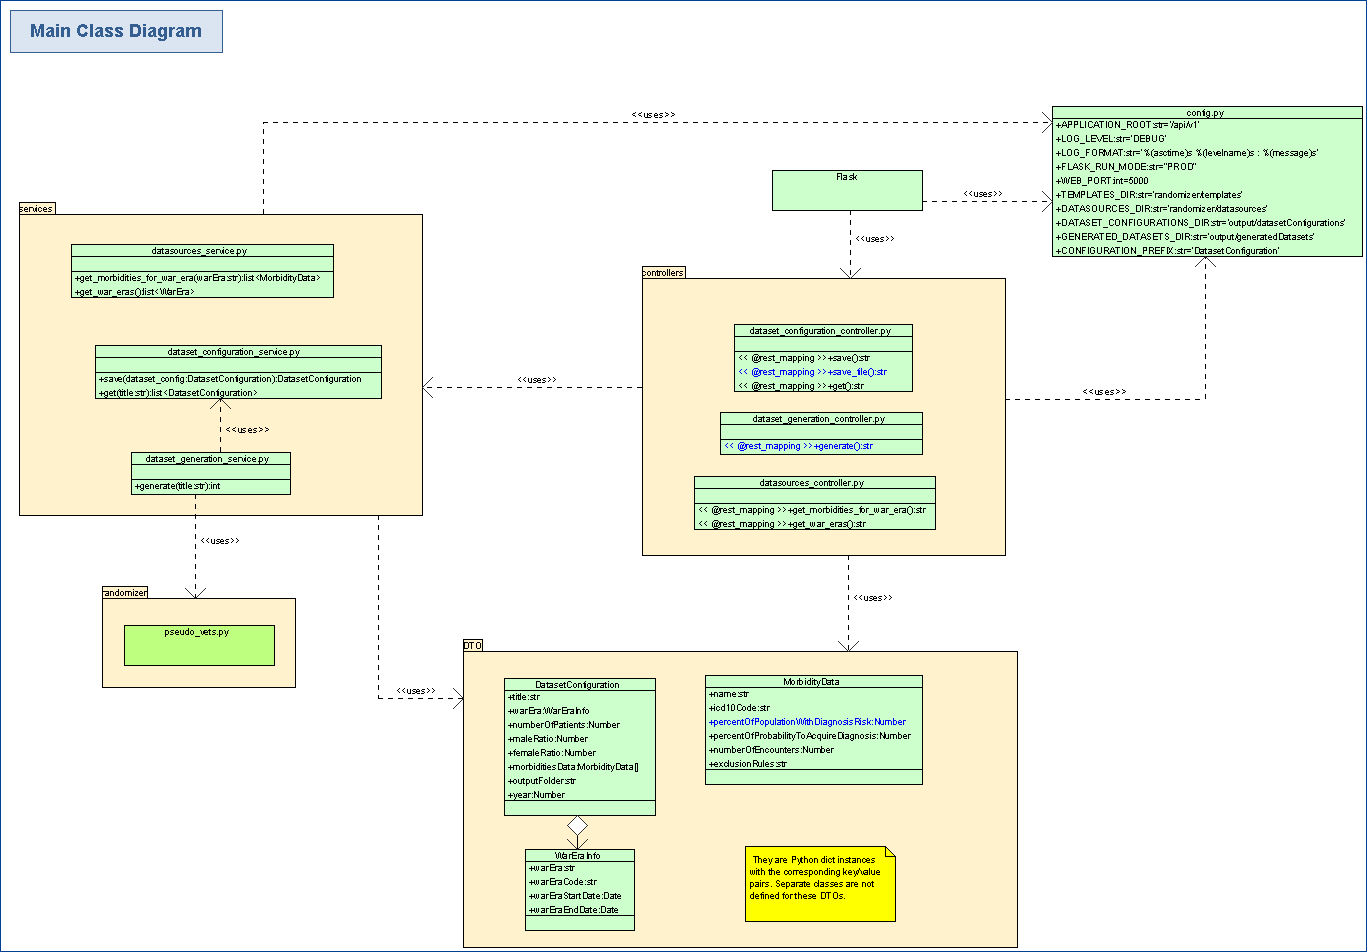 Main Class Diagram
<<uses>>
config.py
+APPLICATION_ROOT:str='/api/v1'
+LOG_LEVEL:str='DEBUG'
+LOG_FORMAT:str='%(asctime)s %(levelname)s : %(message)s'
+FLASK_RUN_MODE:str="PROD"
+WEB_PORT:int=5000
+TEMPLATES_DIR:str='randomizer/templates'
+DATASOURCES_DIR:str='randomizer/datasources'
+DATASET_CONFIGURATIONS_DIR:str='output/datasetConfigurations'
+GENERATED_DATASETS_DIR:str='output/generatedDatasets'
+CONFIGURATION_PREFIX:str='DatasetConfiguration'
Flask
<<uses>>
<<uses>>
services
datasources_service.py
+get_morbidities_for_war_era(warEra:str):list<MorbidityData>
+get_war_eras():list<WarEra>
dataset_configuration_service.py
+save(dataset_config:DatasetConfiguration):DatasetConfiguration
+get(title:str):list<DatasetConfiguration>
<<uses>>
dataset_generation_service.py
+generate(title:str):int
<<uses>>
controllers
dataset_configuration_controller.py
<< @rest_mapping >>+save():str
<< @rest_mapping >>+save_file():str
<< @rest_mapping >>+get():str
dataset_generation_controller.py
<< @rest_mapping >>+generate():str
datasources_controller.py
<< @rest_mapping >>+get_morbidities_for_war_era():str
<< @rest_mapping >>+get_war_eras():str
<<uses>>
<<uses>>
randomizer
pseudo_vets.py
<<uses>>
<<uses>>
DTO
DatasetConfiguration
+title:str
+warEra:WarEraInfo
+numberOfPatients:Number
+maleRatio:Number
+femaleRatio:Number
+morbiditiesData:MorbidityData[]
+outputFolder:str
+year:Number
MorbidityData
+name:str
+icd10Code:str
+percentOfPopulationWithDiagnosisRisk:Number
+percentOfProbabilityToAcquireDiagnosis:Number
+numberOfEncounters:Number
+exclusionRules:str
WarEraInfo
+warEra:str
+warEraCode:str
+warEraStartDate:Date
+warEraEndDate:Date
They are Python dict instances
with the corresponding key/value
pairs. Separate classes are not
defined for these DTOs.